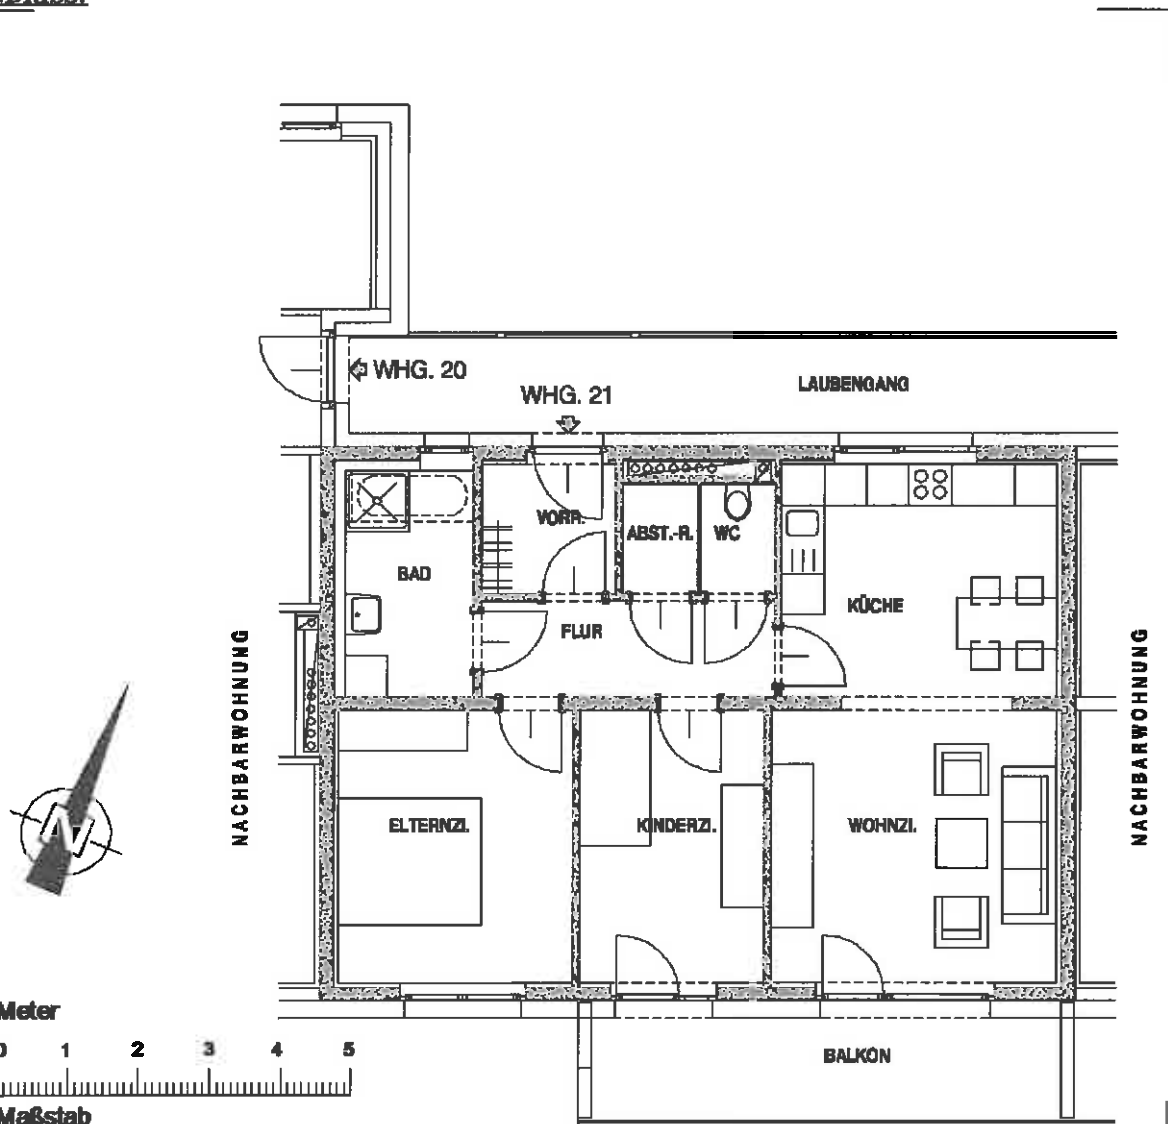 WHG. 20
WHG. 21
LAUBENGANG
VORR.
ABST.-R.
WC
BAD
KÜCHE
FLUR
NACHBARWOHNUNG
NACHBARWOHNUNG
N
ELTERNZI.
KINDERZI.
WOHNZI.
Meter
0 1 2 3 4 5
BALKON
Maßstab